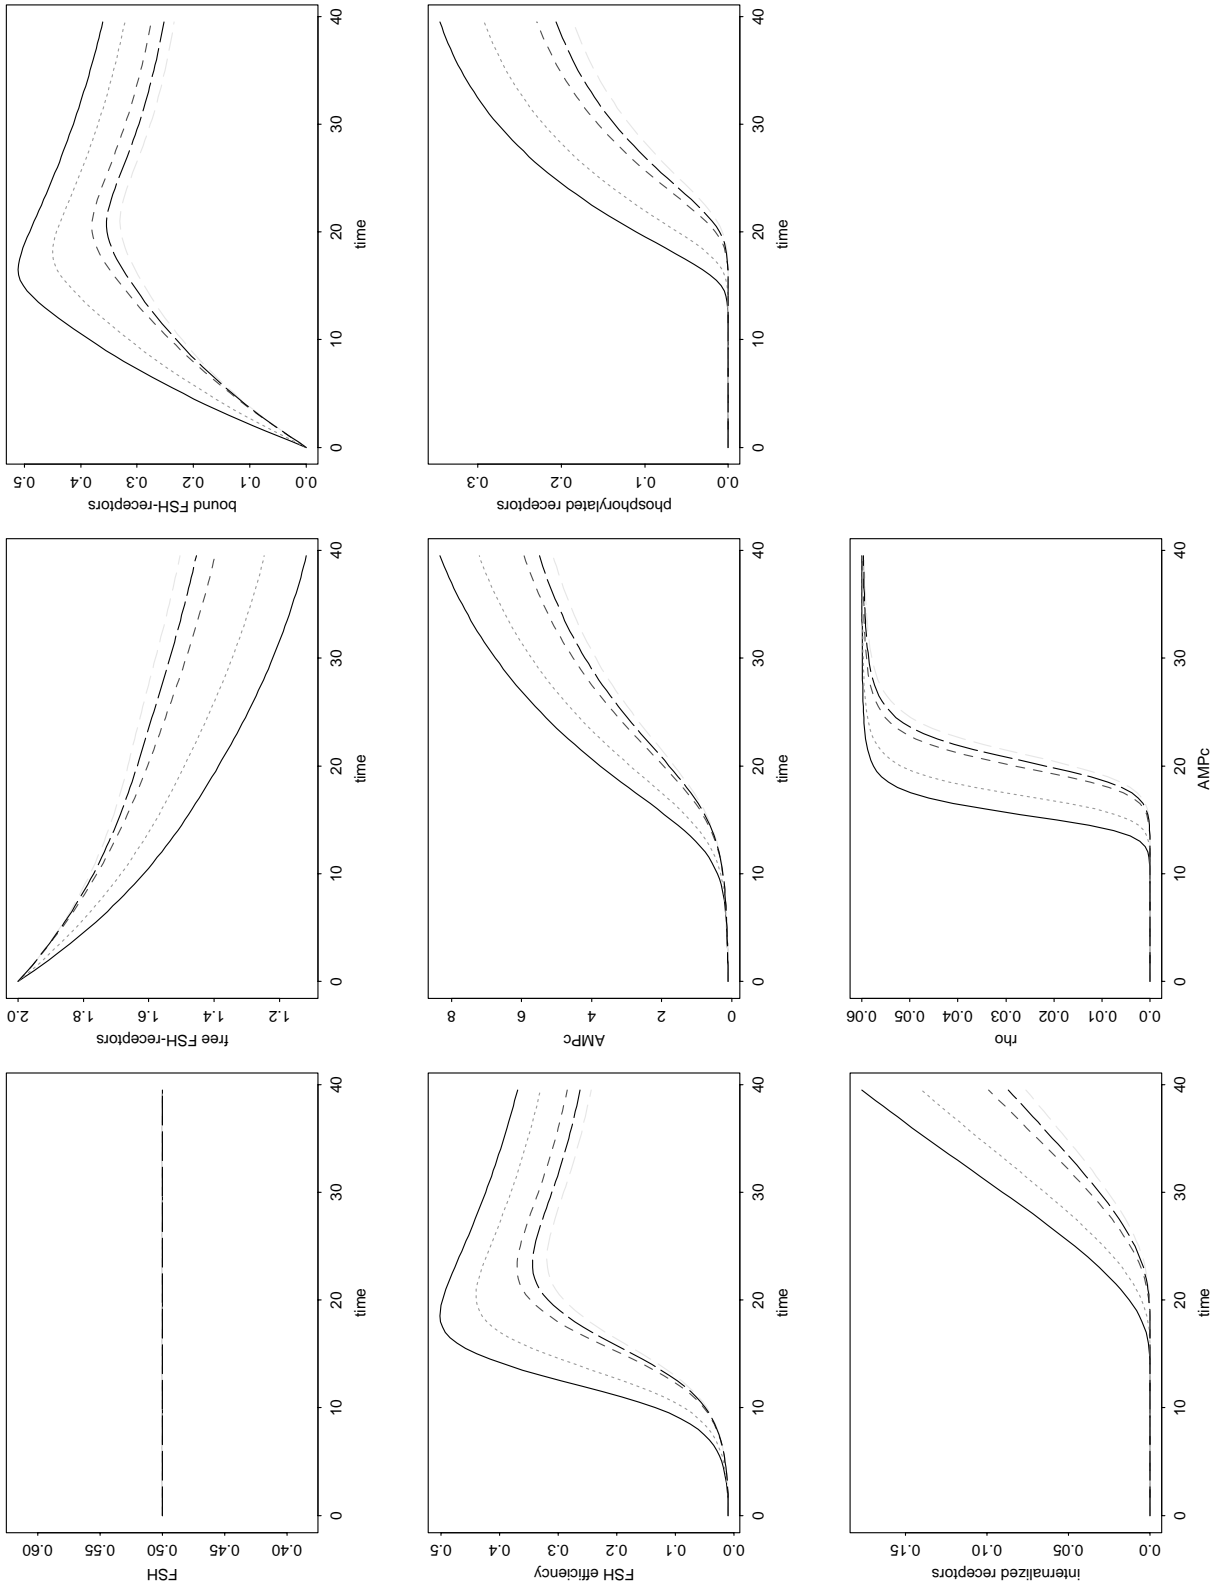 FSH
0.40 0.45 0.50 0.55 0.60
0 10 20 30 40
time
free FSH-receptors
1.2 1.4 1.6 1.8 2.0
0 10 20 30 40
time
bound FSH-receptors
0.0 0.1 0.2 0.3 0.4 0.5
0 10 20 30 40
time
FSH efficiency
0.0 0.1 0.2 0.3 0.4 0.5
0 10 20 30 40
time
AMPc
0 2 4 6 8
0 10 20 30 40
time
phosphorylated receptors
0.0 0.1 0.2 0.3
0 10 20 30 40
time
internalized receptors
0.0 0.05 0.10 0.15
0 10 20 30 40
time
rho
0.0 0.01 0.02 0.03 0.04 0.05 0.06
0 10 20 30 40
AMPc